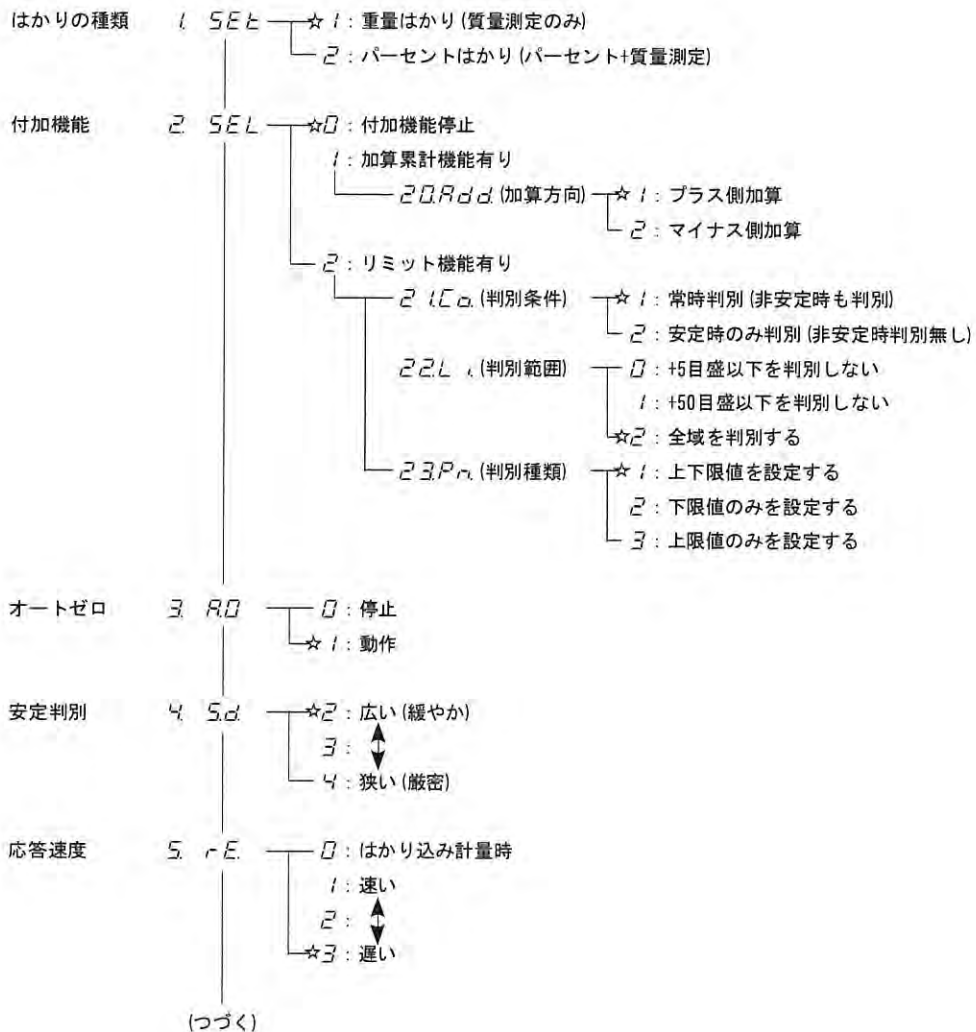 はかりの種類 1. SEt ☆1：重量はかり(質量測定のみ)
2：パーセントはかり(パーセント+質量測定)
付加機能 2. SEL ☆0：付加機能停止
1：加算累計機能有り
20.Add.(加算方向) ☆1：プラス側加算
2：マイナス側加算
2：リミット機能有り
21.Co.(判別条件) ☆1：常時判別(非安定時も判別)
2：安定時のみ判別(非安定時判別無し)
22.Li.(判別範囲) 0：+5目盛以下を判別しない
1：+50目盛以下を判別しない
☆2：全域を判別する
23.Pr.(判別種類) ☆1：上下限値を設定する
2：下限値のみを設定する
3：上限値のみを設定する
オートゼロ 3. A.0 0：停止
☆1：動作
安定判別 4. S.d. ☆2：広い(緩やか)
3：
4：狭い(厳密)
応答速度 5. rE. 0：はかり込み計量時
1：速い
2：
☆3：遅い
(つづく)